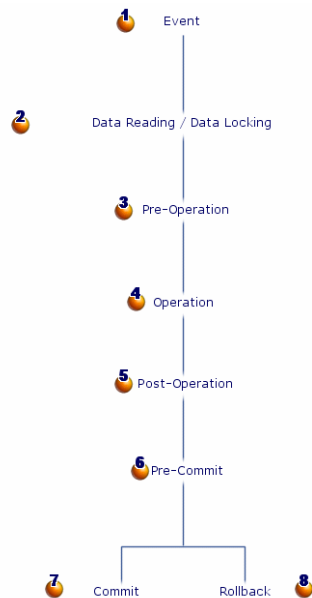 1 Event
2 Data Reading / Data Locking
3 Pre-Operation
4 Operation
5 Post-Operation
6 Pre-Commit
7 Commit Rollback 8